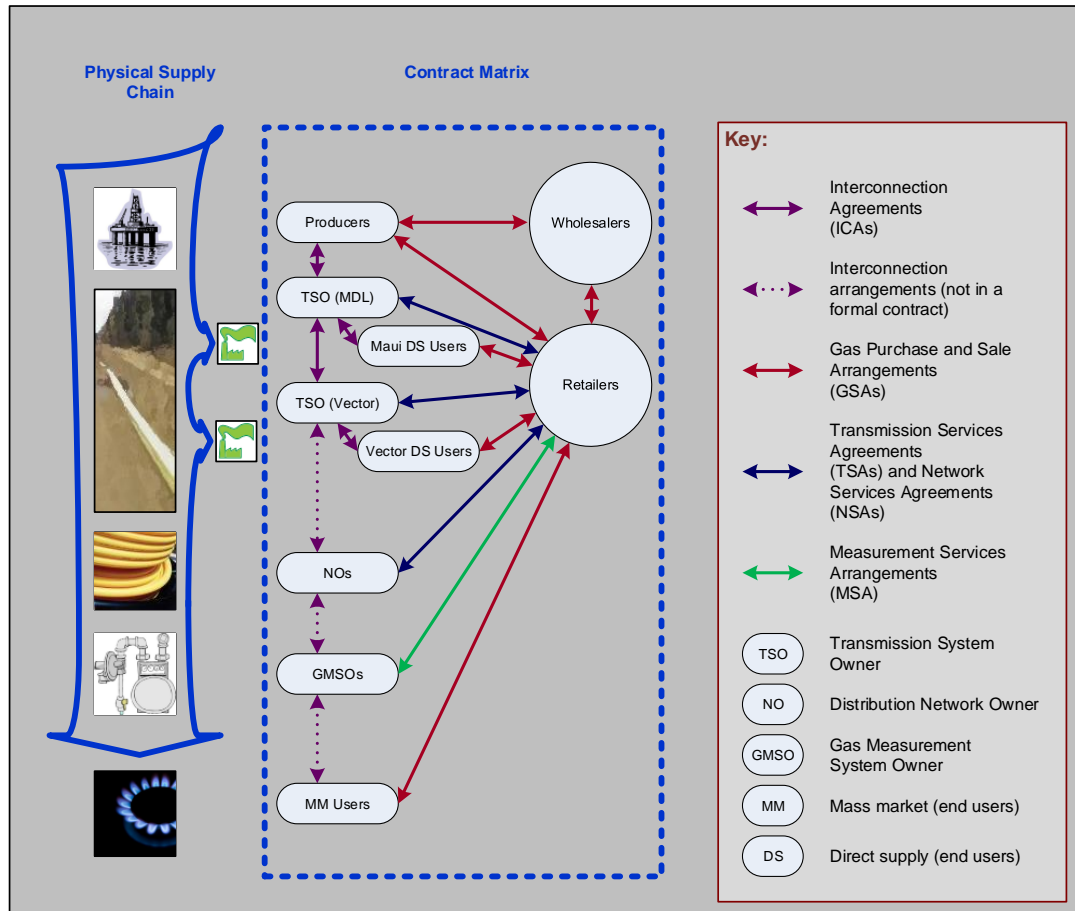 Physical Supply
Chain
Contract Matrix
Producers
Wholesalers
TSO (MDL)
Maui DS Users
Retailers
TSO (Vector)
Vector DS Users
NOs
GMSOs
MM Users
Key:
Interconnection
Agreements
(ICAs)
Interconnection
arrangements (not in a
formal contract)
Gas Purchase and Sale
Arrangements
(GSAs)
Transmission Services
Agreements
(TSAs) and Network
Services Agreements
(NSAs)
Measurement Services
Arrangements
(MSA)
TSO
Transmission System
Owner
NO
Distribution Network Owner
GMSO
Gas Measurement
System Owner
MM
Mass market (end users)
DS
Direct supply (end users)